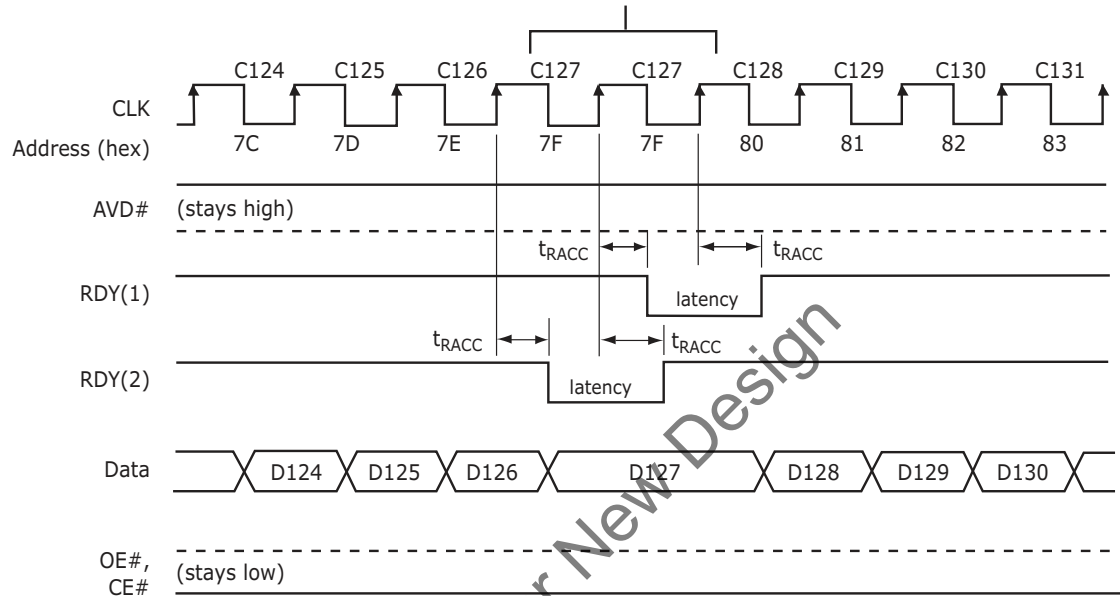 C124 C125 C126 C127 C127 C128 C129 C130 C131
CLK
Address (hex) 7C 7D 7E 7F 7F 80 81 82 83
AVD# (stays high)
tRACC tRACC
RDY(1) latency
tRACC tRACC
RDY(2) latency
Data D124 D125 D126 D127 D128 D129 D130
OE#,
CE# (stays low)
r New Design